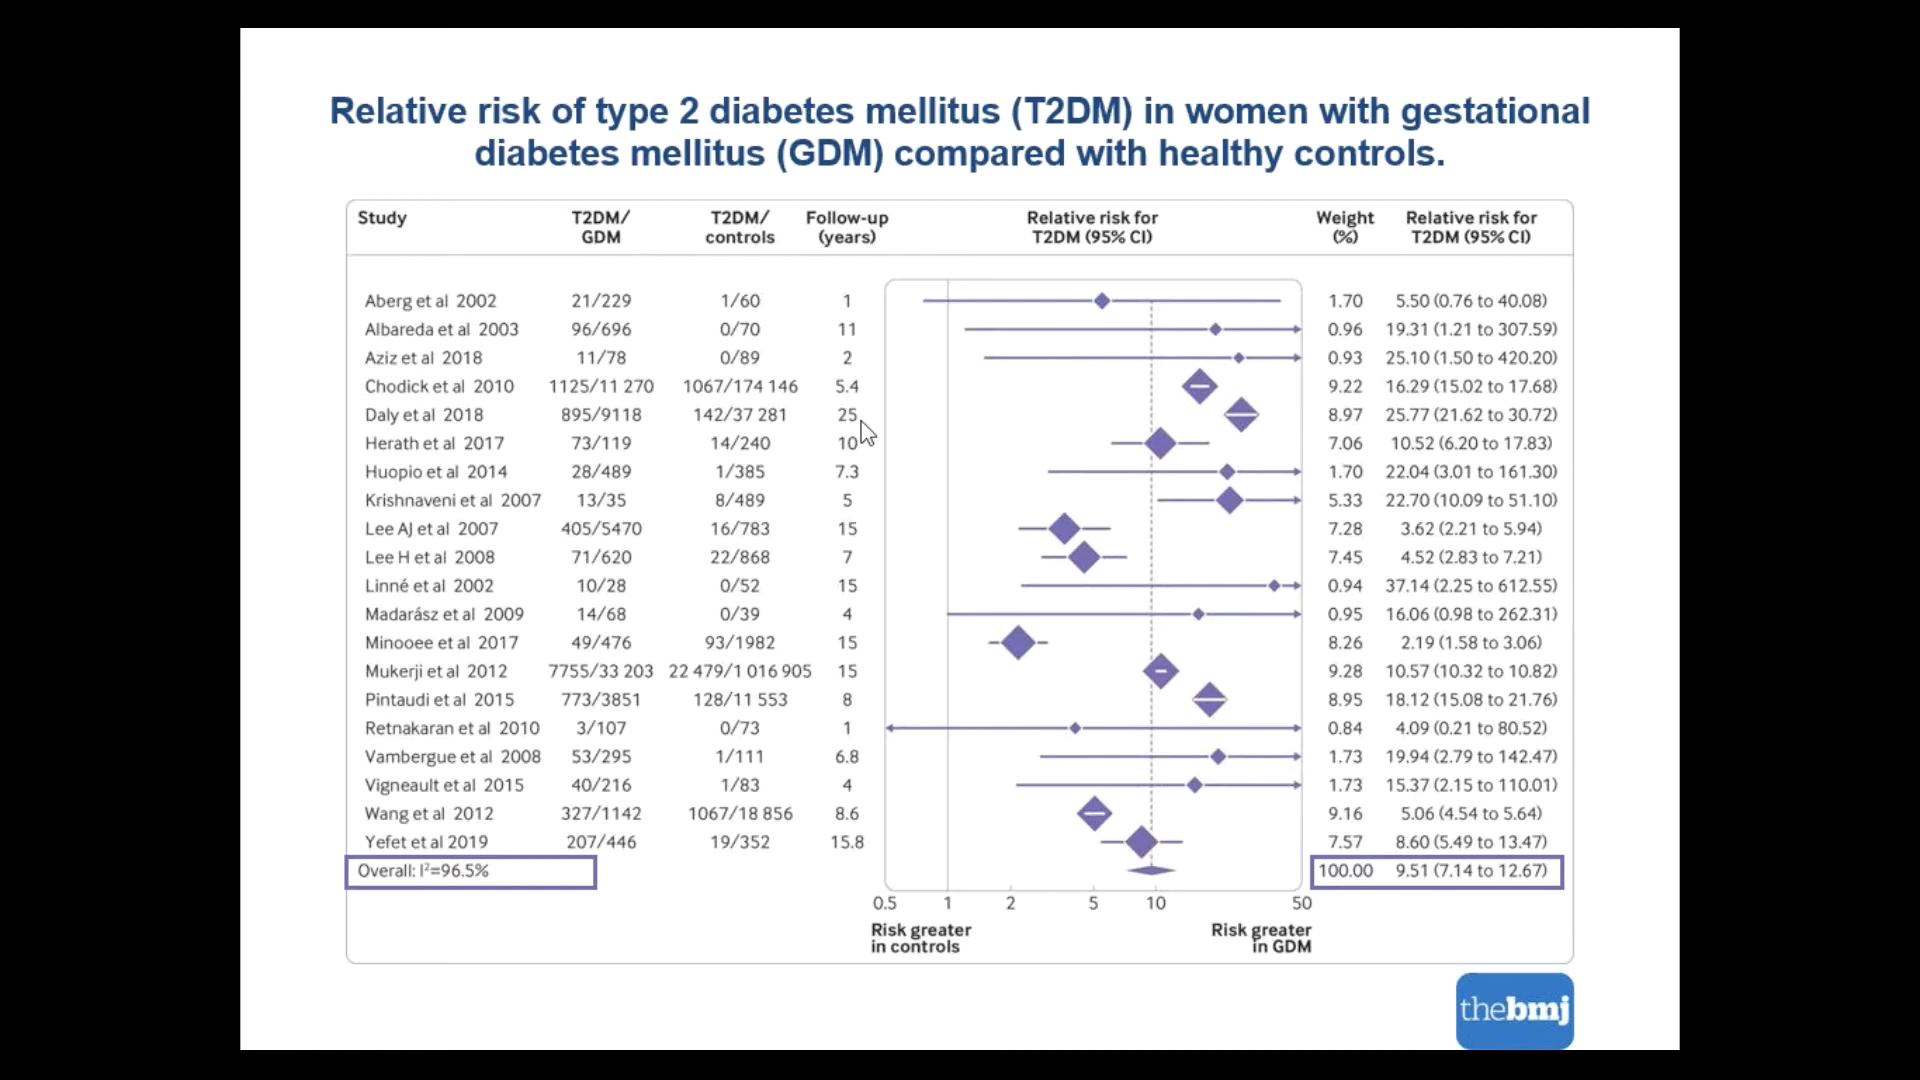 Relative risk of type 2 diabetes mellitus (T2DM) in women with gestational
diabetes mellitus (GDM) compared with healthy controls.
Study T2DM/ T2DM/ Follow-up Relative risk for Weight Relative risk for
GDM controls (years) T2DM (95% CI) (%) T2DM (95% CI)
Aberg et al 2002 21/229 1/60 1 1.70 5.50 (0.76 to 40.08)
Albareda et al 2003 96/696 0/70 11 0.96 19.31 (1.21 to 307.59)
Aziz et al 2018 11/78 0/89 2 0.93 25.10 (1.50 to 420.20)
Chodick et al 2010 1125/11 270 1067/174 146 5.4 9.22 16.29 (15.02 to 17.68)
Daly et al 2018 895/9118 142/37 281 25 8.97 25.77 (21.62 to 30.72)
Herath et al 2017 73/119 14/240 10 7.06 10.52 (6.20 to 17.83)
Huopio et al 2014 28/489 1/385 7.3 1.70 22.04 (3.01 to 161.30)
Krishnaveni et al 2007 13/35 8/489 5 5.33 22.70 (10.09 to 51.10)
Lee AJ et al 2007 405/5470 16/783 15 7.28 3.62 (2.21 to 5.94)
Lee H et al 2008 71/620 22/868 7 7.45 4.52 (2.83 to 7.21)
Linné et al 2002 10/28 0/52 15 0.94 37.14 (2.25 to 612.55)
Madarász et al 2009 14/68 0/39 4 0.95 16.06 (0.98 to 262.31)
Minooee et al 2017 49/476 93/1982 15 8.26 2.19 (1.58 to 3.06)
Mukerji et al 2012 7755/33 203 22 479/1 016 905 15 9.28 10.57 (10.32 to 10.82)
Pintaudi et al 2015 773/3851 128/11 553 8 8.95 18.12 (15.08 to 21.76)
Retnakaran et al 2010 3/107 0/73 1 0.84 4.09 (0.21 to 80.52)
Vambergue et al 2008 53/295 1/111 6.8 1.73 19.94 (2.79 to 142.47)
Vigneault et al 2015 40/216 1/83 4 1.73 15.37 (2.15 to 110.01)
Wang et al 2012 327/1142 1067/18 856 8.6 9.16 5.06 (4.54 to 5.64)
Yefet et al 2019 207/446 19/352 15.8 7.57 8.60 (5.49 to 13.47)
Overall: I²=96.5% 100.00 9.51 (7.14 to 12.67)
0.5 1 2 5 10 50
Risk greater Risk greater
in controls in GDM
thebmj